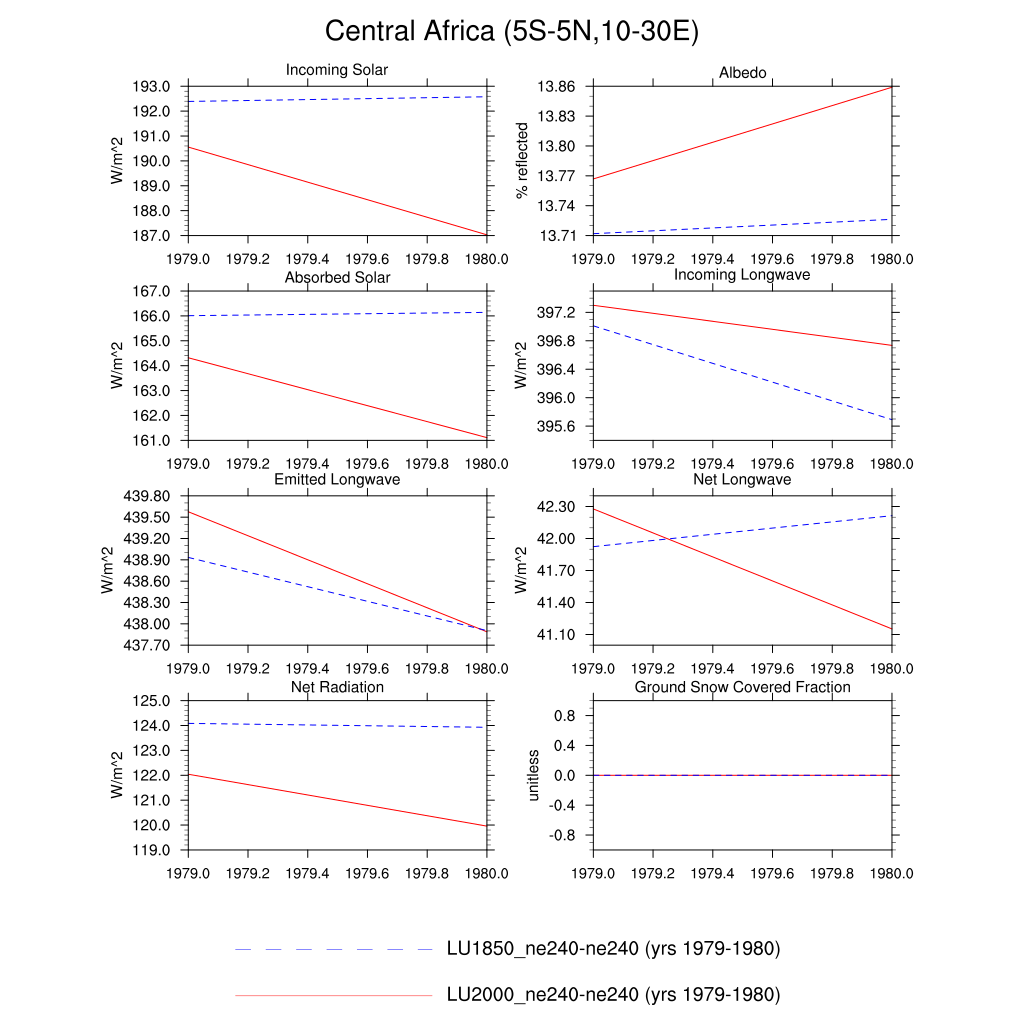 Central Africa (5S-5N,10-30E)
Incoming Solar
193.0
192.0
191.0
190.0
189.0
188.0
187.0
W/m^2
1979.0 1979.2 1979.4 1979.6 1979.8 1980.0
Albedo
13.86
13.83
13.80
13.77
13.74
13.71
% reflected
1979.0 1979.2 1979.4 1979.6 1979.8 1980.0
Absorbed Solar
167.0
166.0
165.0
164.0
163.0
162.0
161.0
W/m^2
1979.0 1979.2 1979.4 1979.6 1979.8 1980.0
Incoming Longwave
397.2
396.8
396.4
396.0
395.6
W/m^2
1979.0 1979.2 1979.4 1979.6 1979.8 1980.0
Emitted Longwave
439.80
439.50
439.20
438.90
438.60
438.30
438.00
437.70
W/m^2
1979.0 1979.2 1979.4 1979.6 1979.8 1980.0
Net Longwave
42.30
42.00
41.70
41.40
41.10
W/m^2
1979.0 1979.2 1979.4 1979.6 1979.8 1980.0
Net Radiation
125.0
124.0
123.0
122.0
121.0
120.0
119.0
W/m^2
1979.0 1979.2 1979.4 1979.6 1979.8 1980.0
Ground Snow Covered Fraction
0.8
0.4
0.0
-0.4
-0.8
unitless
1979.0 1979.2 1979.4 1979.6 1979.8 1980.0
LU1850_ne240-ne240 (yrs 1979-1980)
LU2000_ne240-ne240 (yrs 1979-1980)